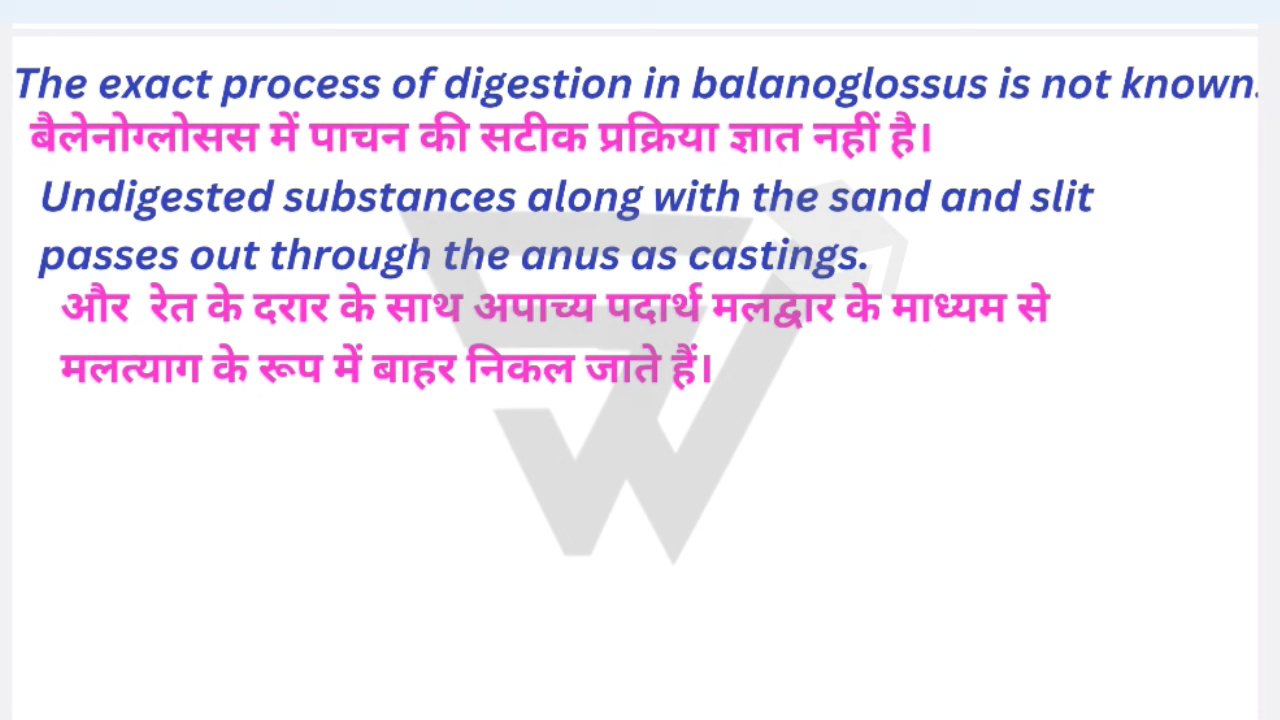 The exact process of digestion in balanoglossus is not known.
बैलेनोग्लोसस में पाचन की सटीक प्रक्रिया ज्ञात नहीं है।
Undigested substances along with the sand and slit
passes out through the anus as castings.
और रेत के दरार के साथ अपाच्य पदार्थ मलद्वार के माध्यम से
मलत्याग के रूप में बाहर निकल जाते हैं।